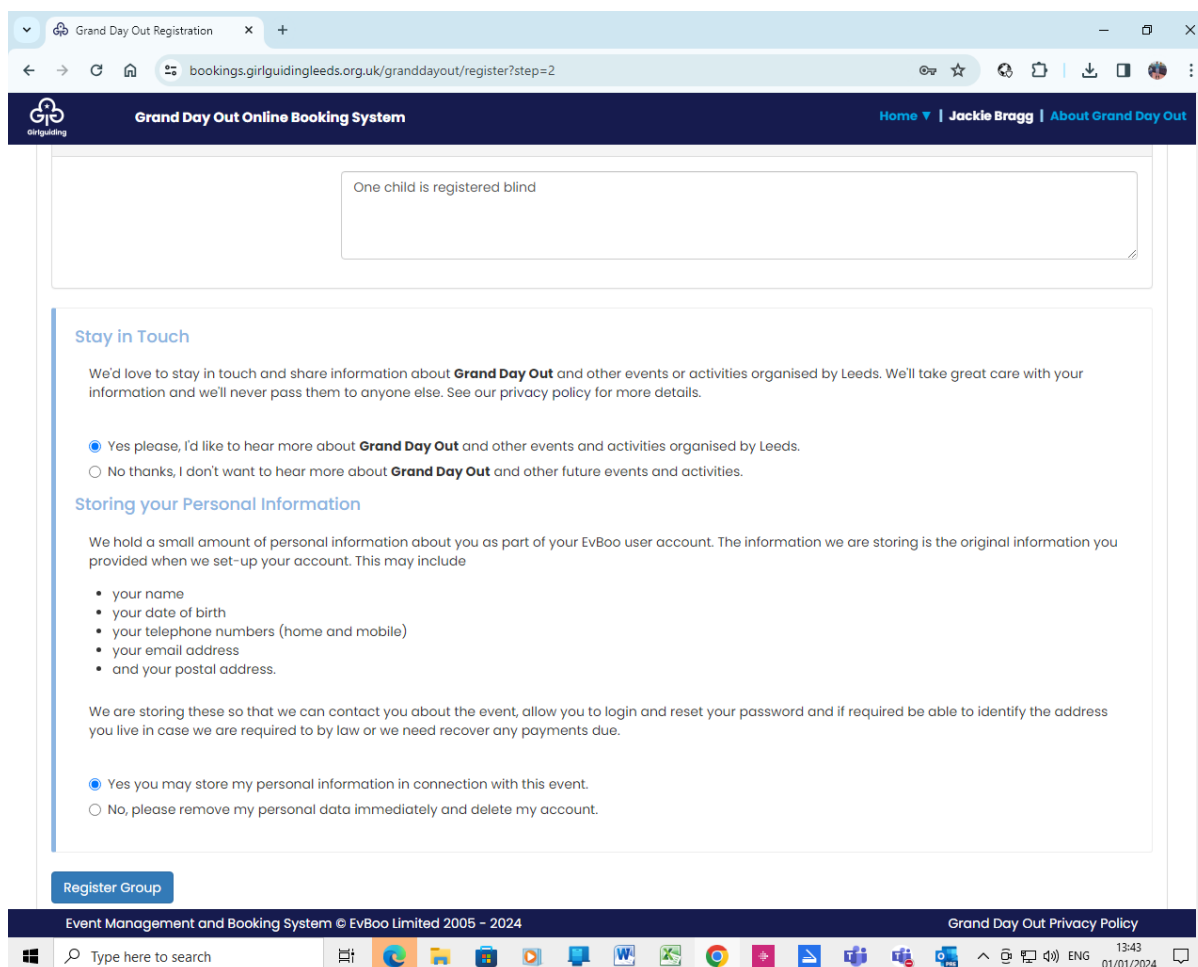 Grand Day Out Registration
bookings.girlguidingleeds.org.uk/granddayout/register?step=2
Girlguiding
Grand Day Out Online Booking System
Home ▼ | Jackie Bragg | About Grand Day Out
One child is registered blind
Stay in Touch
We'd love to stay in touch and share information about Grand Day Out and other events or activities organised by Leeds. We'll take great care with your
information and we'll never pass them to anyone else. See our privacy policy for more details.
Yes please, I'd like to hear more about Grand Day Out and other events and activities organised by Leeds.
No thanks, I don't want to hear more about Grand Day Out and other future events and activities.
Storing your Personal Information
We hold a small amount of personal information about you as part of your EvBoo user account. The information we are storing is the original information you
provided when we set-up your account. This may include
• your name
• your date of birth
• your telephone numbers (home and mobile)
• your email address
• and your postal address.
We are storing these so that we can contact you about the event, allow you to login and reset your password and if required be able to identify the address
you live in case we are required to by law or we need recover any payments due.
Yes you may store my personal information in connection with this event.
No, please remove my personal data immediately and delete my account.
Register Group
Event Management and Booking System © EvBoo Limited 2005 - 2024
Grand Day Out Privacy Policy
Type here to search
ENG
13:43
01/01/2024